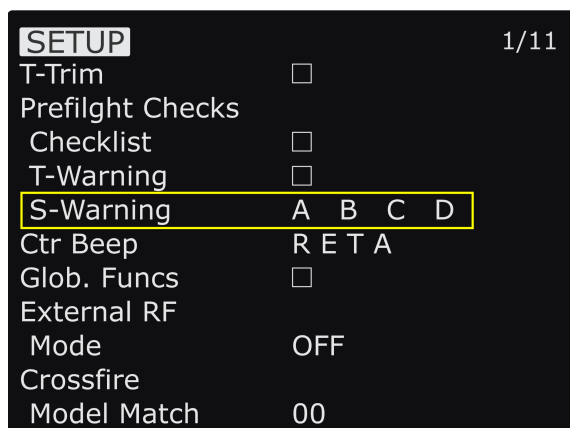 SETUP 1/11
T-Trim
Prefilght Checks
Checklist
T-Warning
S-Warning A B C D
Ctr Beep R E T A
Glob. Funcs
External RF
Mode OFF
Crossfire
Model Match 00